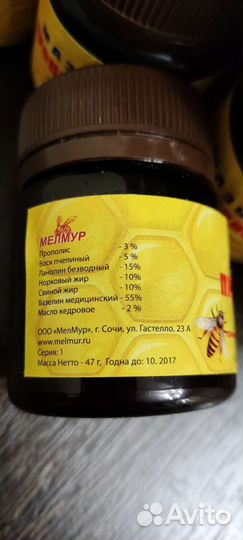 МЕЛМУР
Прополис - 3 %
Воск пчелиный - 5 %
Ланолин безводный - 15%
Норковый жир - 10%
Свиной жир - 10%
Вазелин медицинский - 55%
Масло кедровое - 2 %
ООО «МелМур», г. Сочи, ул. Гастелло, 23 А
www.melmur.ru
Серия: 1
Масса Нетто - 47 г, Годна до: 10. 2017
Avito